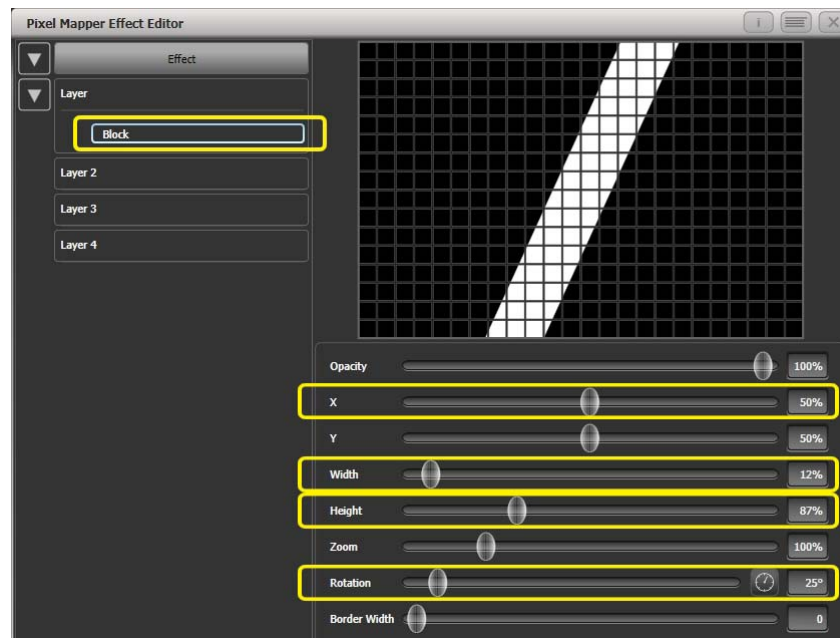 Pixel Mapper Effect Editor
Effect
Layer
Block
Layer 2
Layer 3
Layer 4
Opacity 100%
X 50%
Y 50%
Width 12%
Height 87%
Zoom 100%
Rotation 25°
Border Width 0